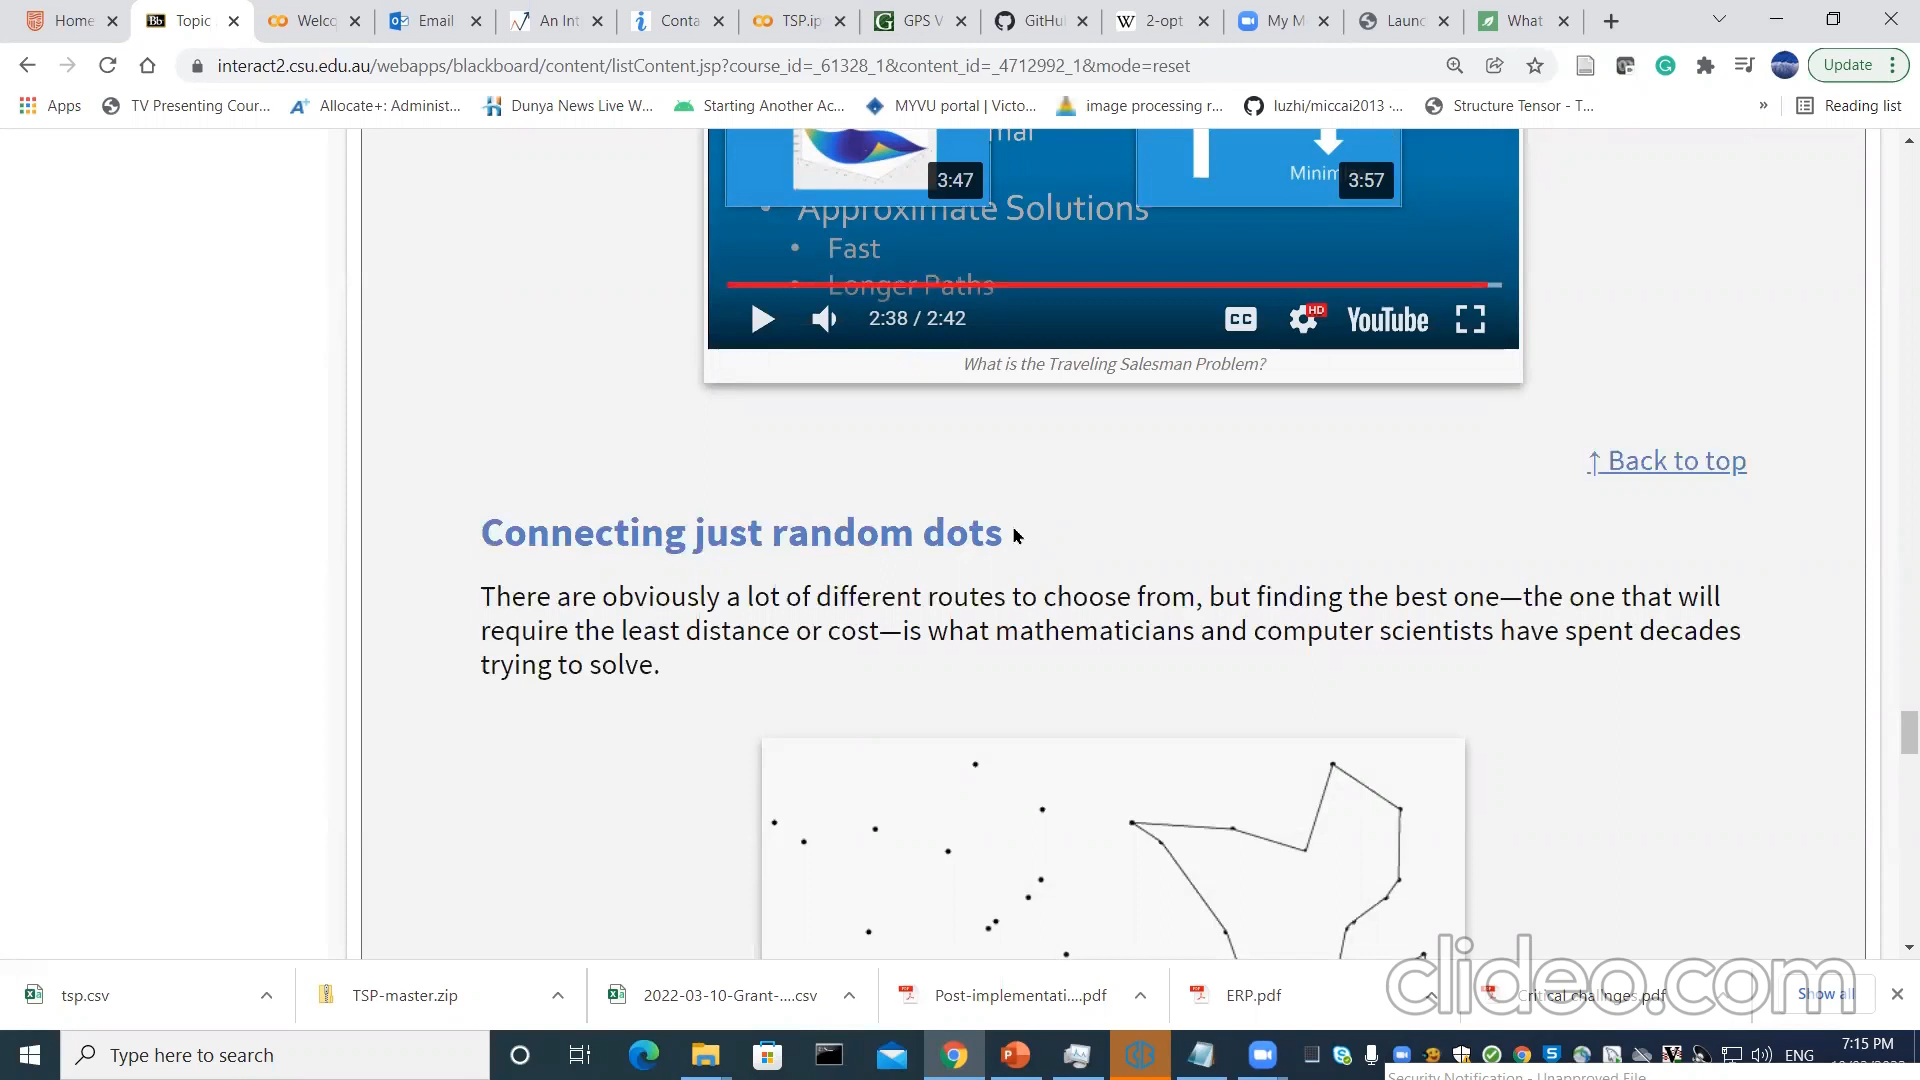 Home
Topic
Welco
Email
An Int
Conta
TSP.ip
GPS V
GitHu
2-opt
My M
Launc
What
interact2.csu.edu.au/webapps/blackboard/content/listContent.jsp?course_id=_61328_1&content_id=_4712992_1&mode=reset
Update
Apps
TV Presenting Cour...
Allocate+: Administ...
Dunya News Live W...
Starting Another Ac...
MYVU portal | Victo...
image processing r...
luzhi/miccai2013 ·...
Structure Tensor - T...
»
Reading list
3:47
3:57
Approximate Solutions
• Fast
• Longer Paths
2:38 / 2:42
CC
HD
YouTube
What is the Traveling Salesman Problem?
↑ Back to top
Connecting just random dots
There are obviously a lot of different routes to choose from, but finding the best one—the one that will
require the least distance or cost—is what mathematicians and computer scientists have spent decades
trying to solve.
clideo.com
tsp.csv
TSP-master.zip
2022-03-10-Grant-....csv
Post-implementati....pdf
ERP.pdf
Critical challnges.pdf
Show all
Type here to search
ENG
7:15 PM